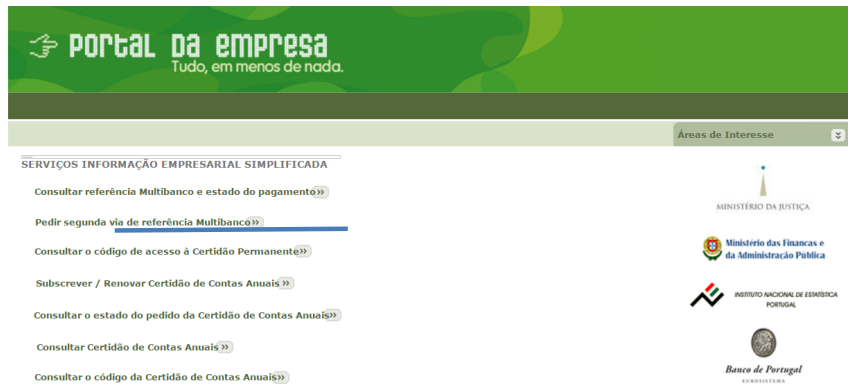 PORTAL DA EMPRESA
Tudo, em menos de nada.
Áreas de Interesse
SERVIÇOS INFORMAÇÃO EMPRESARIAL SIMPLIFICADA
Consultar referência Multibanco e estado do pagamento»
Pedir segunda via de referência Multibanco»
Consultar o código de acesso à Certidão Permanente»
Subscrever / Renovar Certidão de Contas Anuais »
Consultar o estado do pedido da Certidão de Contas Anuais»
Consultar Certidão de Contas Anuais »
Consultar o código da Certidão de Contas Anuais»
MINISTÉRIO DA JUSTIÇA
Ministério das Financas e
da Administração Pública
INSTITUTO NACIONAL DE ESTATÍSTICA
PORTUGAL
Banco de Portugal
EUROSISTEMA